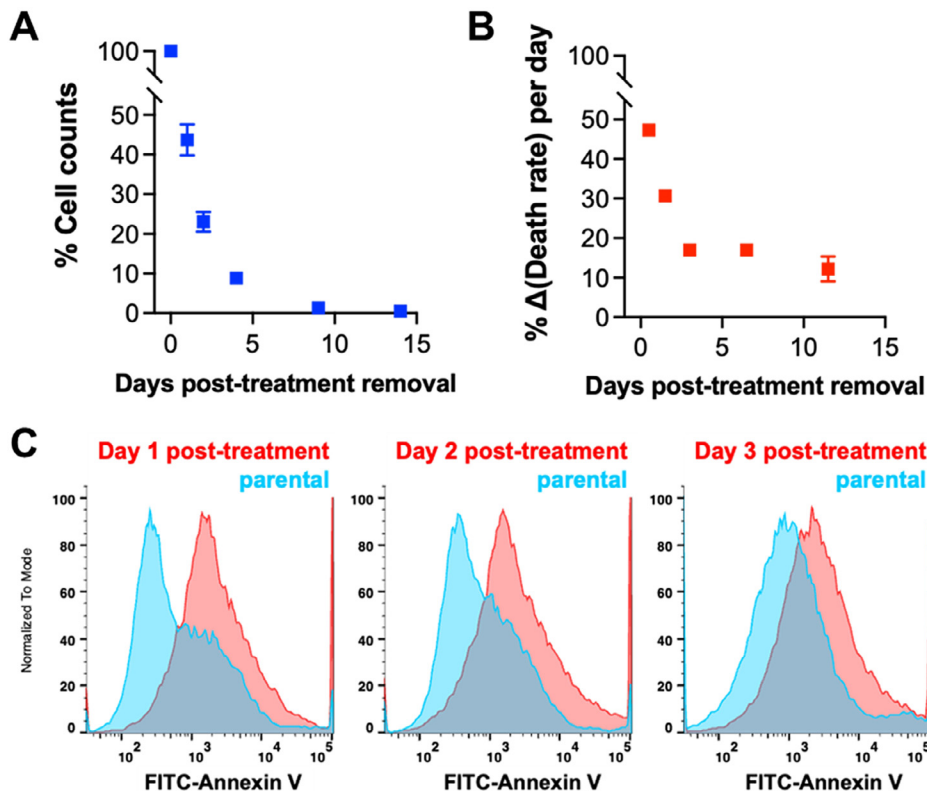 A
% Cell counts
100
50
40
30
20
10
0
0 5 10 15
Days post-treatment removal
B
% Δ(Death rate) per day
100
50
40
30
20
10
0
0 5 10 15
Days post-treatment removal
C
Day 1 post-treatment
parental
Normalized To Mode
100
80
60
40
20
0
10² 10³ 10⁴ 10⁵
FITC-Annexin V
Day 2 post-treatment
parental
100
80
60
40
20
0
10² 10³ 10⁴ 10⁵
FITC-Annexin V
Day 3 post-treatment
parental
100
80
60
40
20
0
10² 10³ 10⁴ 10⁵
FITC-Annexin V